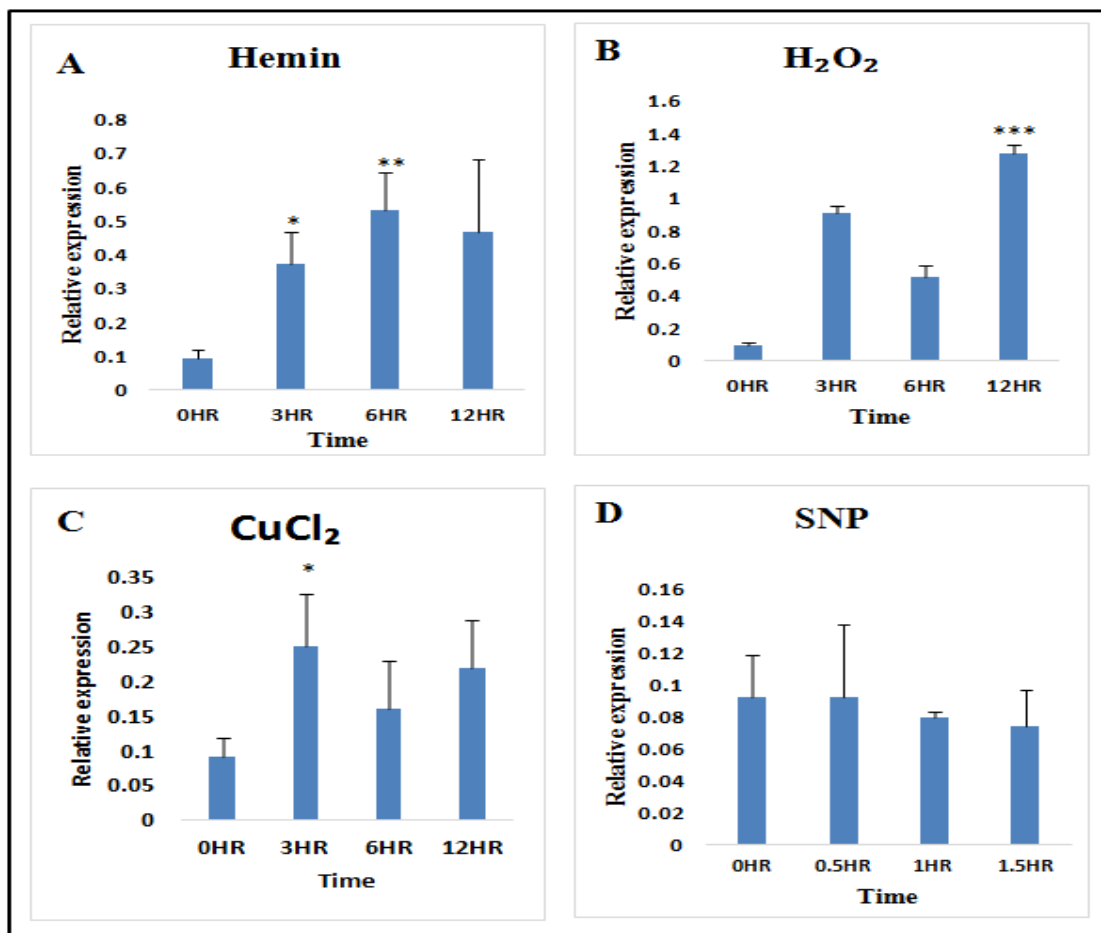 A
Hemin
Relative expression
0.8
0.7
0.6
0.5
0.4
0.3
0.2
0.1
0
*
**
0HR 3HR 6HR 12HR
Time
B
H₂O₂
Relative expression
1.6
1.4
1.2
1
0.8
0.6
0.4
0.2
0
***
0HR 3HR 6HR 12HR
Time
C
CuCl₂
Relative expression
0.35
0.3
0.25
0.2
0.15
0.1
0.05
0
*
0HR 3HR 6HR 12HR
Time
D
SNP
Relative expression
0.16
0.14
0.12
0.1
0.08
0.06
0.04
0.02
0
0HR 0.5HR 1HR 1.5HR
Time